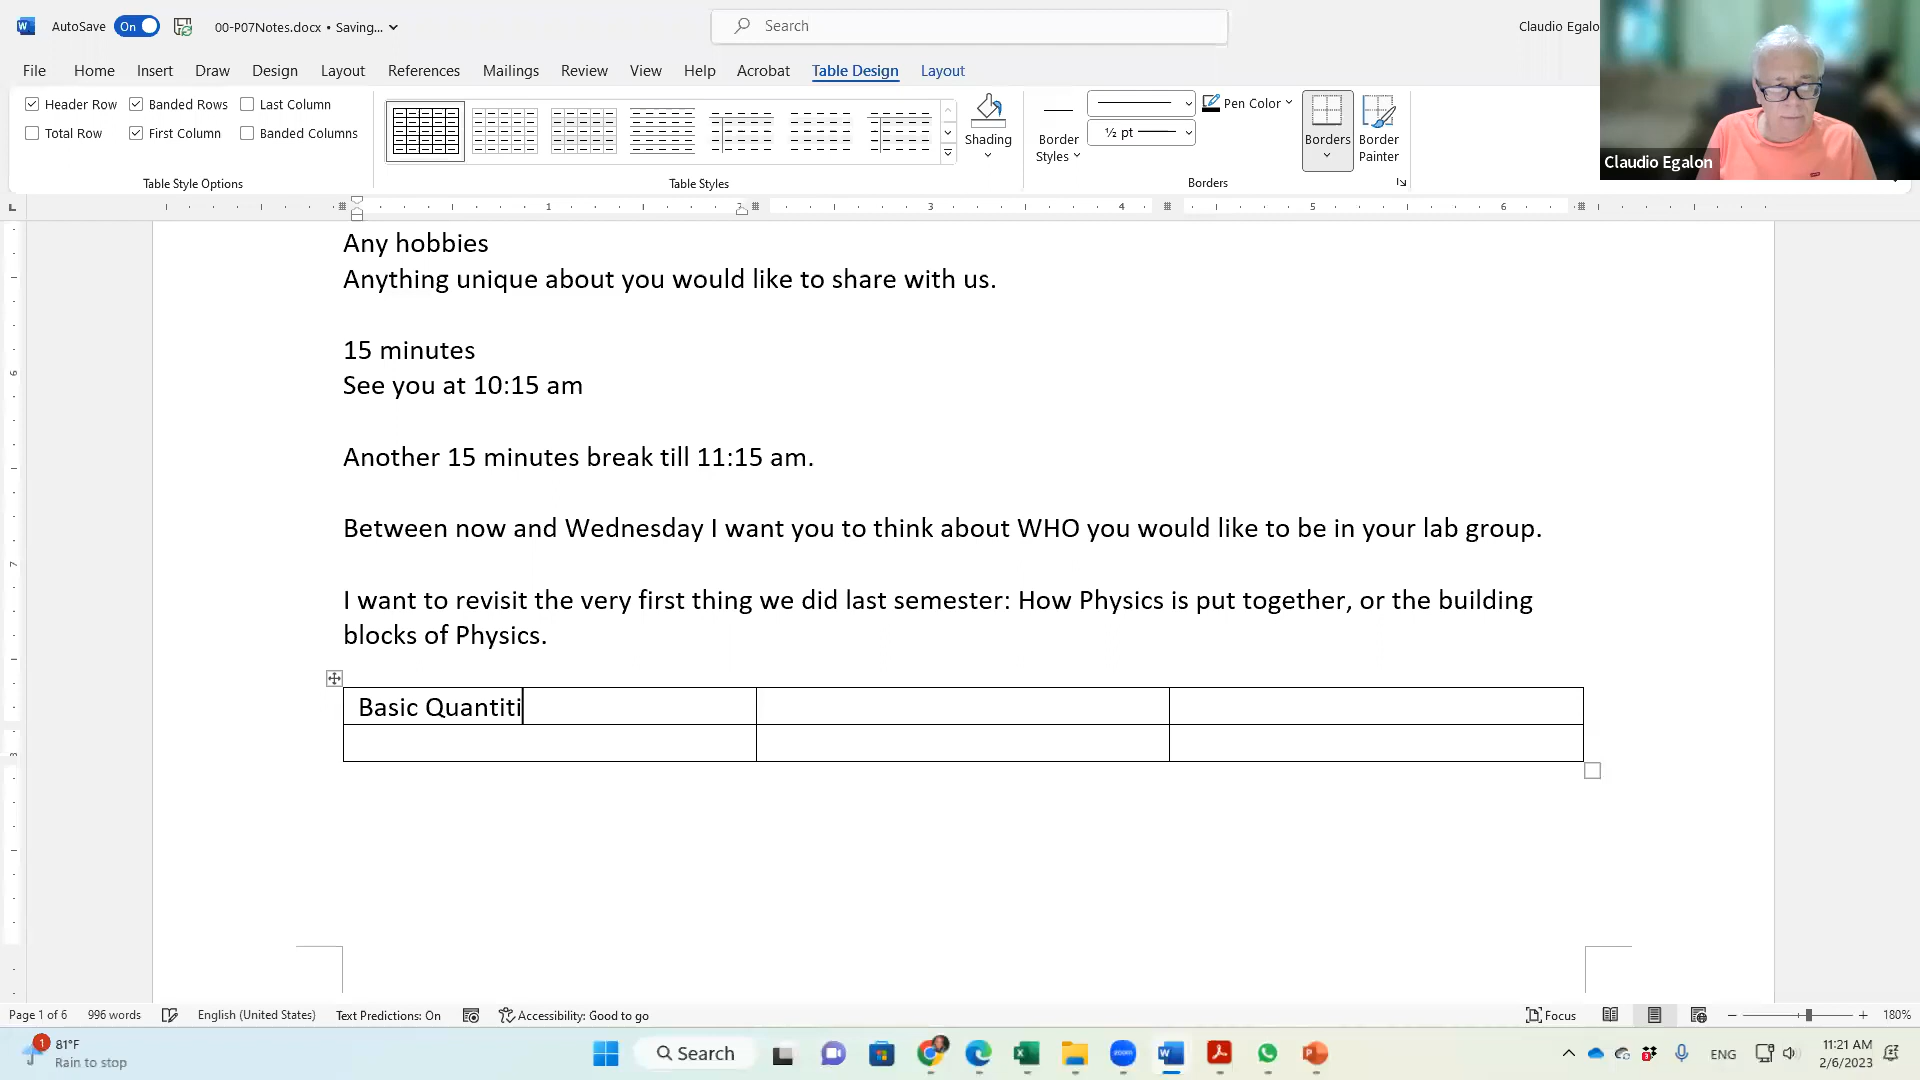 AutoSave On 00-P07Notes.docx • Saving... Search Claudio Egalo
File Home Insert Draw Design Layout References Mailings Review View Help Acrobat Table Design Layout
Header Row Banded Rows Last Column
Total Row First Column Banded Columns
Table Style Options
Table Styles
Shading
Border Styles
½ pt
Pen Color
Borders
Border Painter
Borders
Claudio Egalon
1 2 3 4 5 6
Any hobbies
Anything unique about you would like to share with us.
15 minutes
See you at 10:15 am
Another 15 minutes break till 11:15 am.
Between now and Wednesday I want you to think about WHO you would like to be in your lab group.
I want to revisit the very first thing we did last semester: How Physics is put together, or the building
blocks of Physics.
Basic Quantiti
Page 1 of 6 996 words English (United States) Text Predictions: On Accessibility: Good to go Focus 180%
1 81°F
Rain to stop
Search
zoom
ENG
11:21 AM
2/6/2023